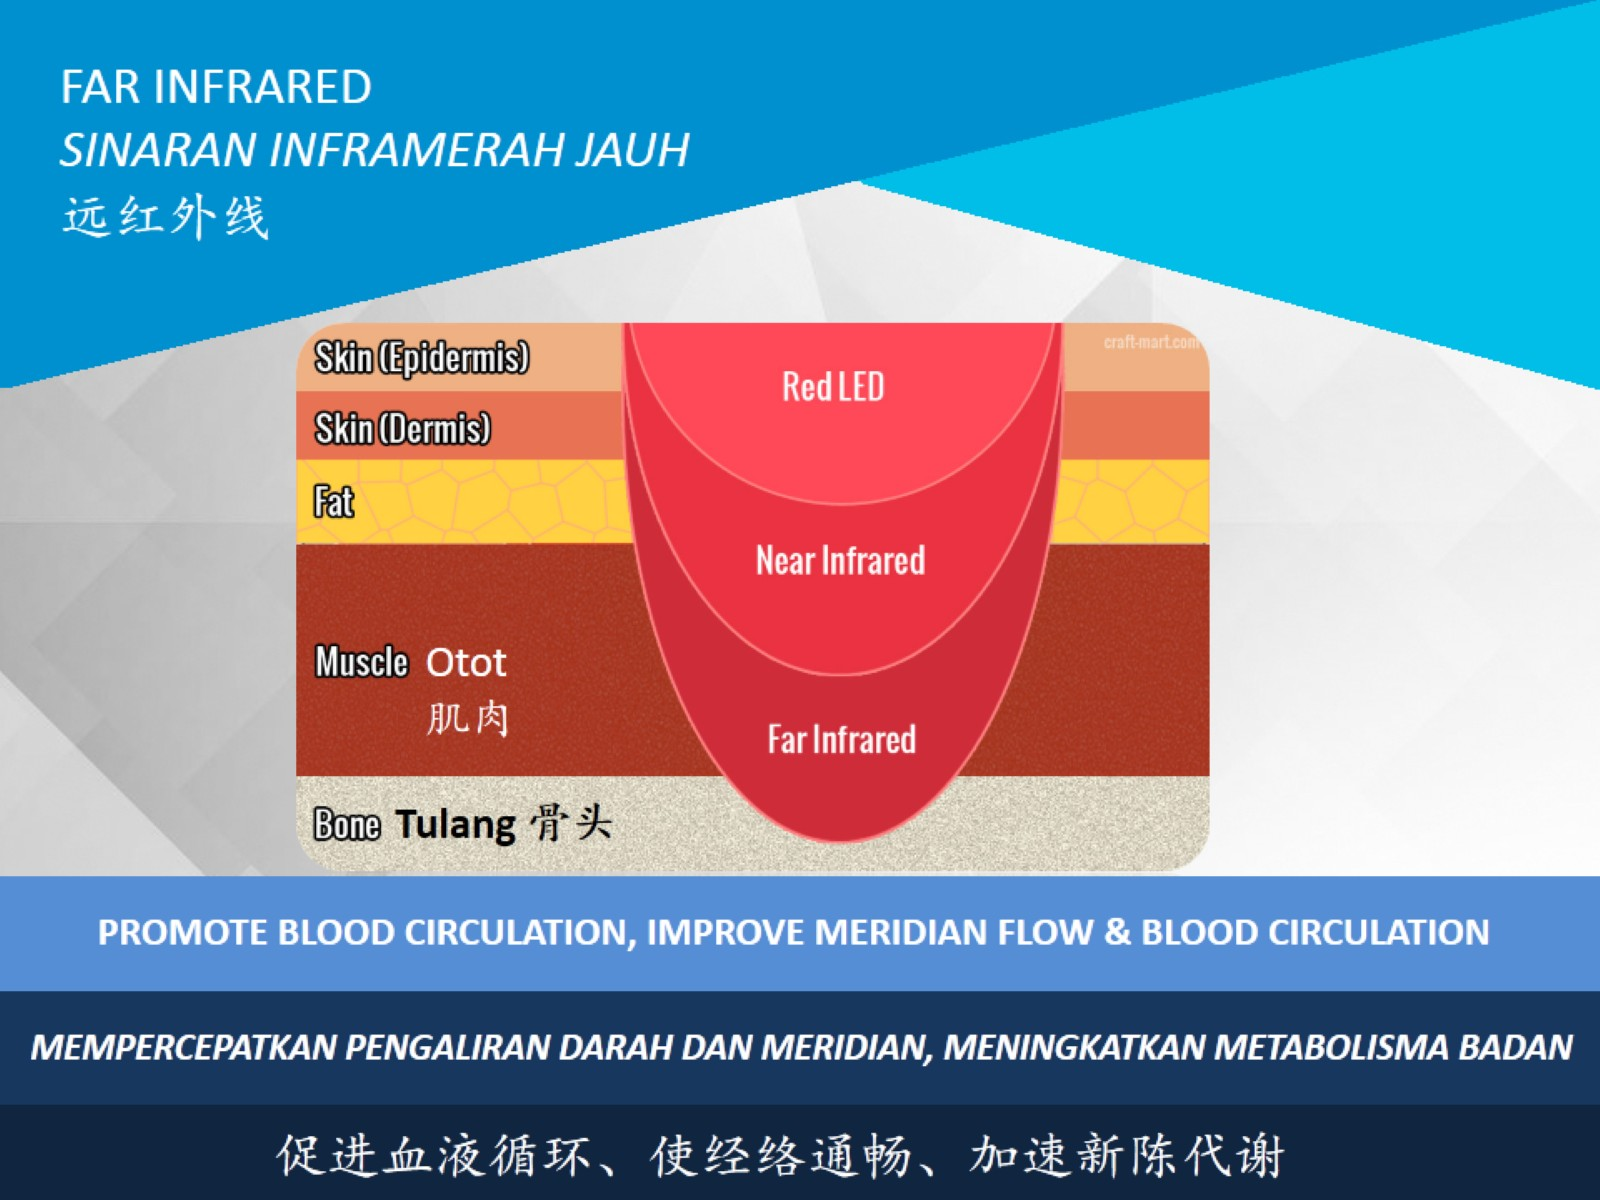 FAR INFRARED
SINARAN INFRAMERAH JAUH
远红外线
Skin (Epidermis)
craft-mart.com
Red LED
Skin (Dermis)
Fat
Near Infrared
Muscle Otot
肌肉
Far Infrared
Bone Tulang 骨头
PROMOTE BLOOD CIRCULATION, IMPROVE MERIDIAN FLOW & BLOOD CIRCULATION
MEMPERCEPATKAN PENGALIRAN DARAH DAN MERIDIAN, MENINGKATKAN METABOLISMA BADAN
促进血液循环、使经络通畅、加速新陈代谢